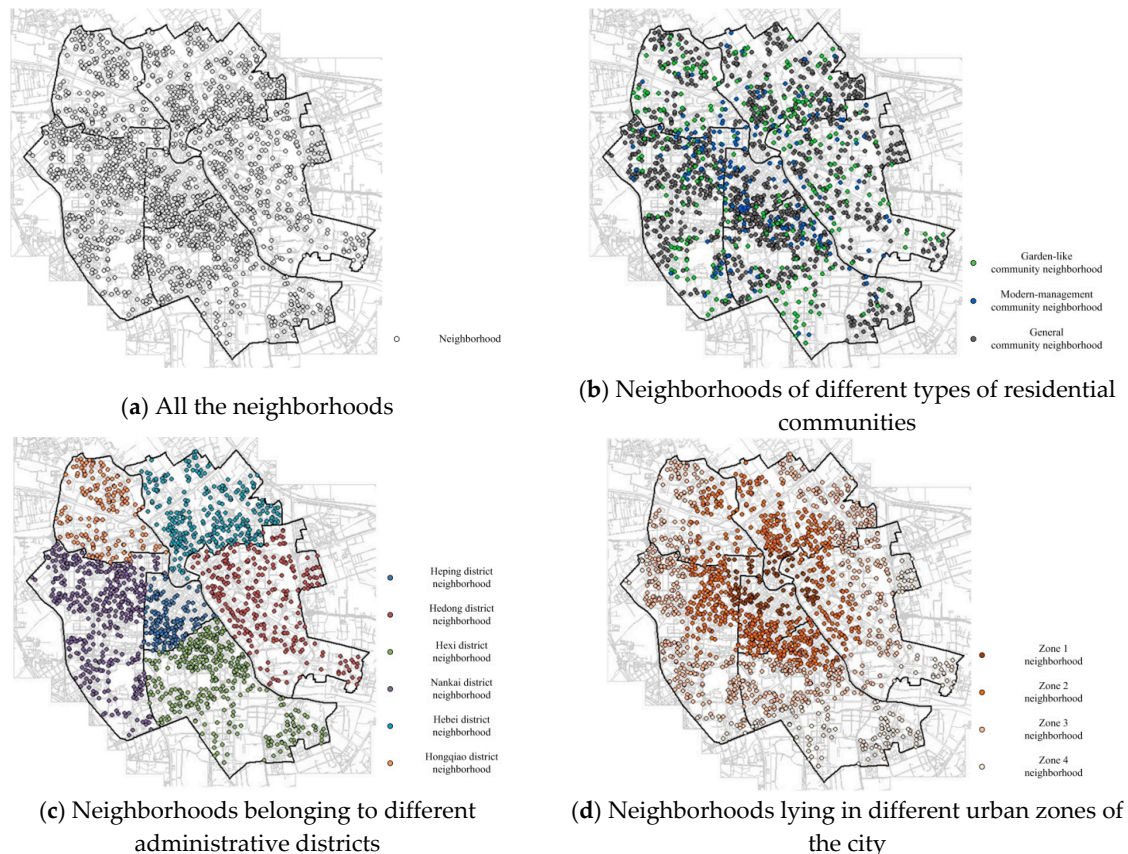 Neighborhood
(a) All the neighborhoods
Garden-like
community neighborhood
Modern-management
community neighborhood
General
community neighborhood
(b) Neighborhoods of different types of residential
communities
Heping district
neighborhood
Hedong district
neighborhood
Hexi district
neighborhood
Nankai district
neighborhood
Hebei district
neighborhood
Hongqiao district
neighborhood
(c) Neighborhoods belonging to different
administrative districts
Zone 1
neighborhood
Zone 2
neighborhood
Zone 3
neighborhood
Zone 4
neighborhood
(d) Neighborhoods lying in different urban zones of
the city